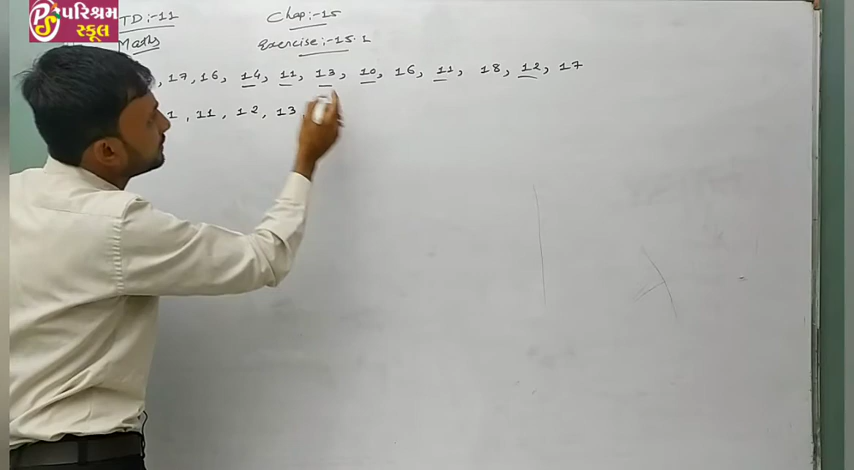 પરિશ્રમ
સ્કૂલ
TD:-11
Chap:-15
Maths
Exercise:-15.1
, 17, 16, 14, 11, 13, 10, 16, 11, 18, 12, 17
1, 11, 12, 13,